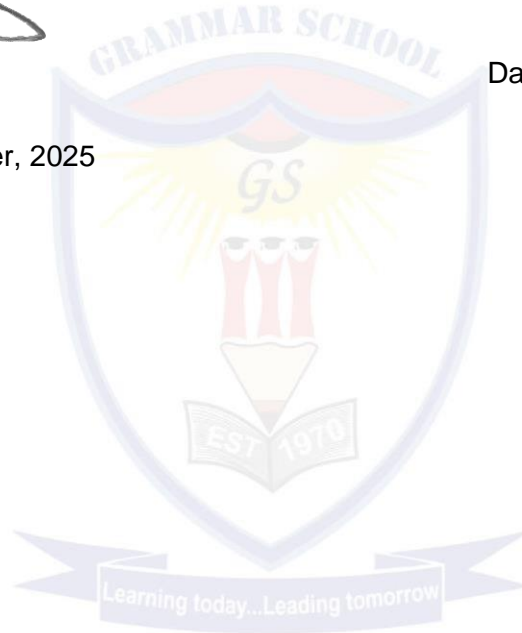 GRAMMAR SCHOOL
Da
er, 2025
GS
EST 1970
Learning today...Leading tomorrow